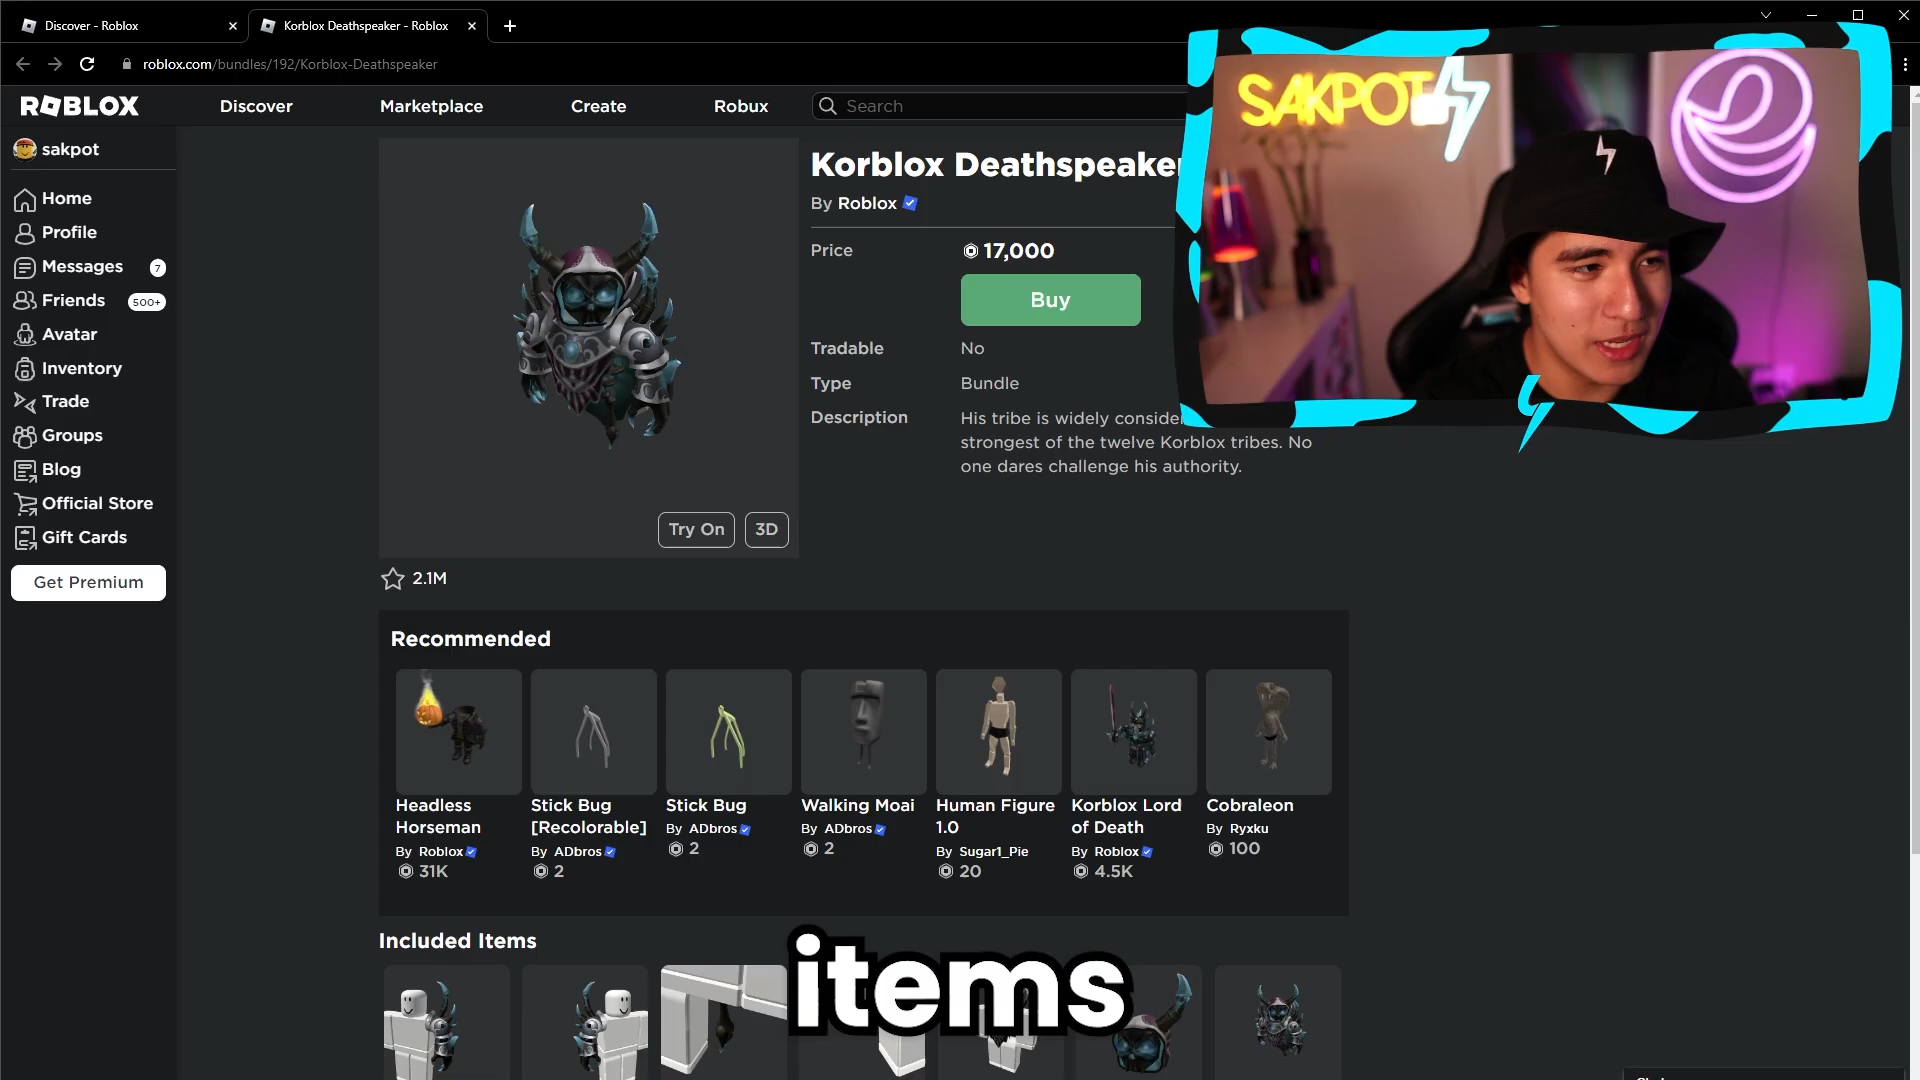 Discover - Roblox
Korblox Deathspeaker - Roblox
roblox.com/bundles/192/Korblox-Deathspeaker
ROBLOX
Discover
Marketplace
Create
Robux
Search
sakpot
Home
Profile
Messages 7
Friends 500+
Avatar
Inventory
Trade
Groups
Blog
Official Store
Gift Cards
Get Premium
SAKPOT
Korblox Deathspeaker
By Roblox
Price 17,000
Buy
Tradable No
Type Bundle
Description His tribe is widely consider
strongest of the twelve Korblox tribes. No
one dares challenge his authority.
Try On
3D
2.1M
Recommended
Headless
Horseman
By Roblox
31K
Stick Bug
[Recolorable]
By ADbros
2
Stick Bug
By ADbros
2
Walking Moai
By ADbros
2
Human Figure
1.0
By Sugar1_Pie
20
Korblox Lord
of Death
By Roblox
4.5K
Cobraleon
By Ryxku
100
Included Items
items